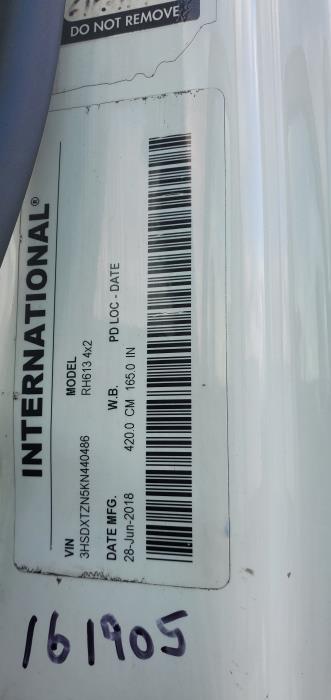 DO NOT REMOVE
INTERNATIONAL®
VIN MODEL
3HSDXTZN5KN440486 RH613 4x2
DATE MFG. W.B. PD LOC - DATE
28-Jun-2018 420.0 CM 165.0 IN
161905